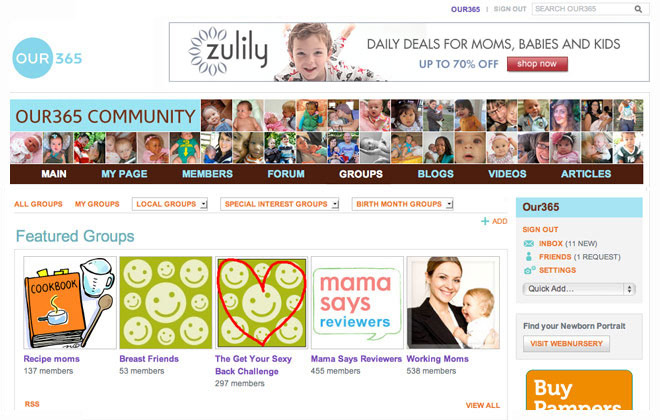 OUR365 | SIGN OUT SEARCH OUR365
OUR 365
zulily
DAILY DEALS FOR MOMS, BABIES AND KIDS
UP TO 70% OFF shop now
OUR365 COMMUNITY
MAIN MY PAGE MEMBERS FORUM GROUPS BLOGS VIDEOS ARTICLES
ALL GROUPS MY GROUPS LOCAL GROUPS SPECIAL INTEREST GROUPS BIRTH MONTH GROUPS
+ ADD
Featured Groups
COOKBOOK
mama
says
reviewers
Recipe moms
137 members
Breast Friends
53 members
The Get Your Sexy
Back Challenge
297 members
Mama Says Reviewers
455 members
Working Moms
538 members
RSS
VIEW ALL
Our365
SIGN OUT
INBOX (11 NEW)
FRIENDS (1 REQUEST)
SETTINGS
Quick Add...
Find your Newborn Portrait
VISIT WEBNURSERY
Buy
Pampers